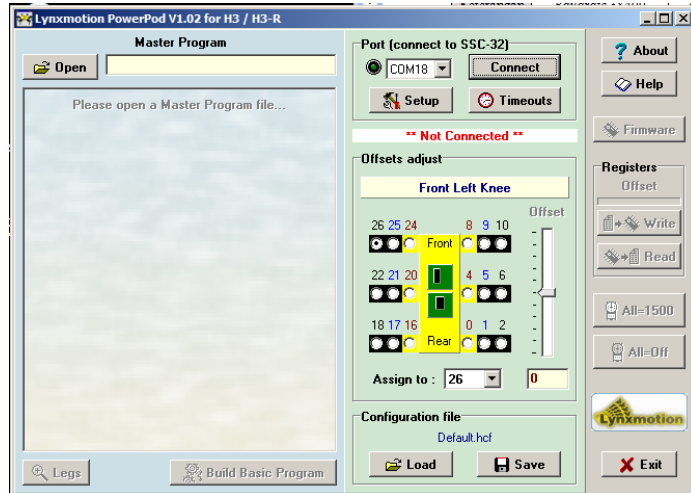 Lynxmotion PowerPod V1.02 for H3 / H3-R
Master Program
Open
Please open a Master Program file...
Legs
Build Basic Program
Port (connect to SSC-32)
COM18
Connect
Setup
Timeouts
** Not Connected **
Offsets adjust
Front Left Knee
Offset
26 25 24
8 9 10
Front
22 21 20
4 5 6
18 17 16
0 1 2
Rear
Assign to :
26
0
Configuration file
Default.hcf
Load
Save
About
Help
Firmware
Registers
Offset
Write
Read
All=1500
All=Off
Lynxmotion
Exit